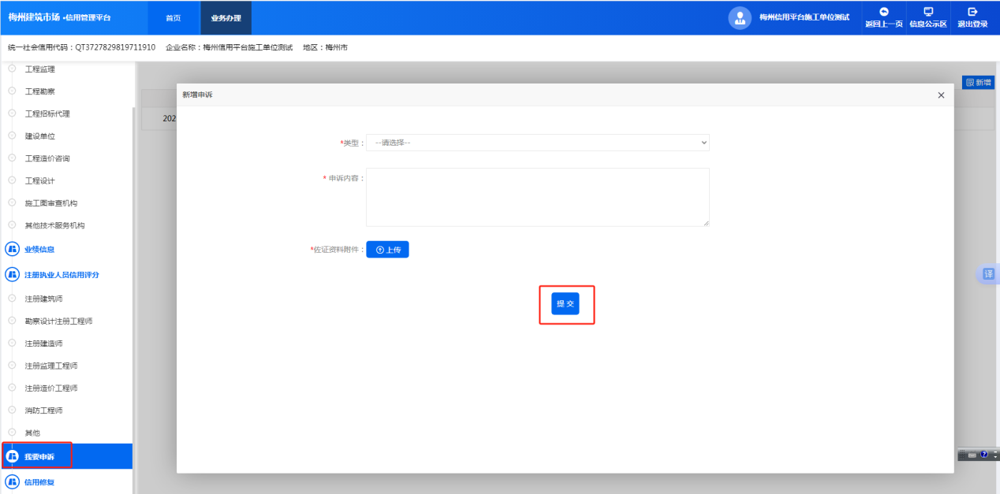 梅州建筑市场 •信用管理平台 首页 业务办理 梅州信用平台施工单位测试 返回上一页 信息公示区 退出登录
统一社会信用代码：QT3727829819711910 企业名称：梅州信用平台施工单位测试 地区：梅州市
工程监理
工程勘察
工程招标代理
建设单位
工程造价咨询
工程设计
施工图审查机构
其他技术服务机构
业绩信息
注册执业人员信用评分
注册建筑师
勘察设计注册工程师
注册建造师
注册监理工程师
注册造价工程师
消防工程师
其他
我要申诉
信用修复
新增
202
新增申诉 ×
*类型： --请选择--
* 申诉内容：
*佐证资料附件： 上传
提交
译